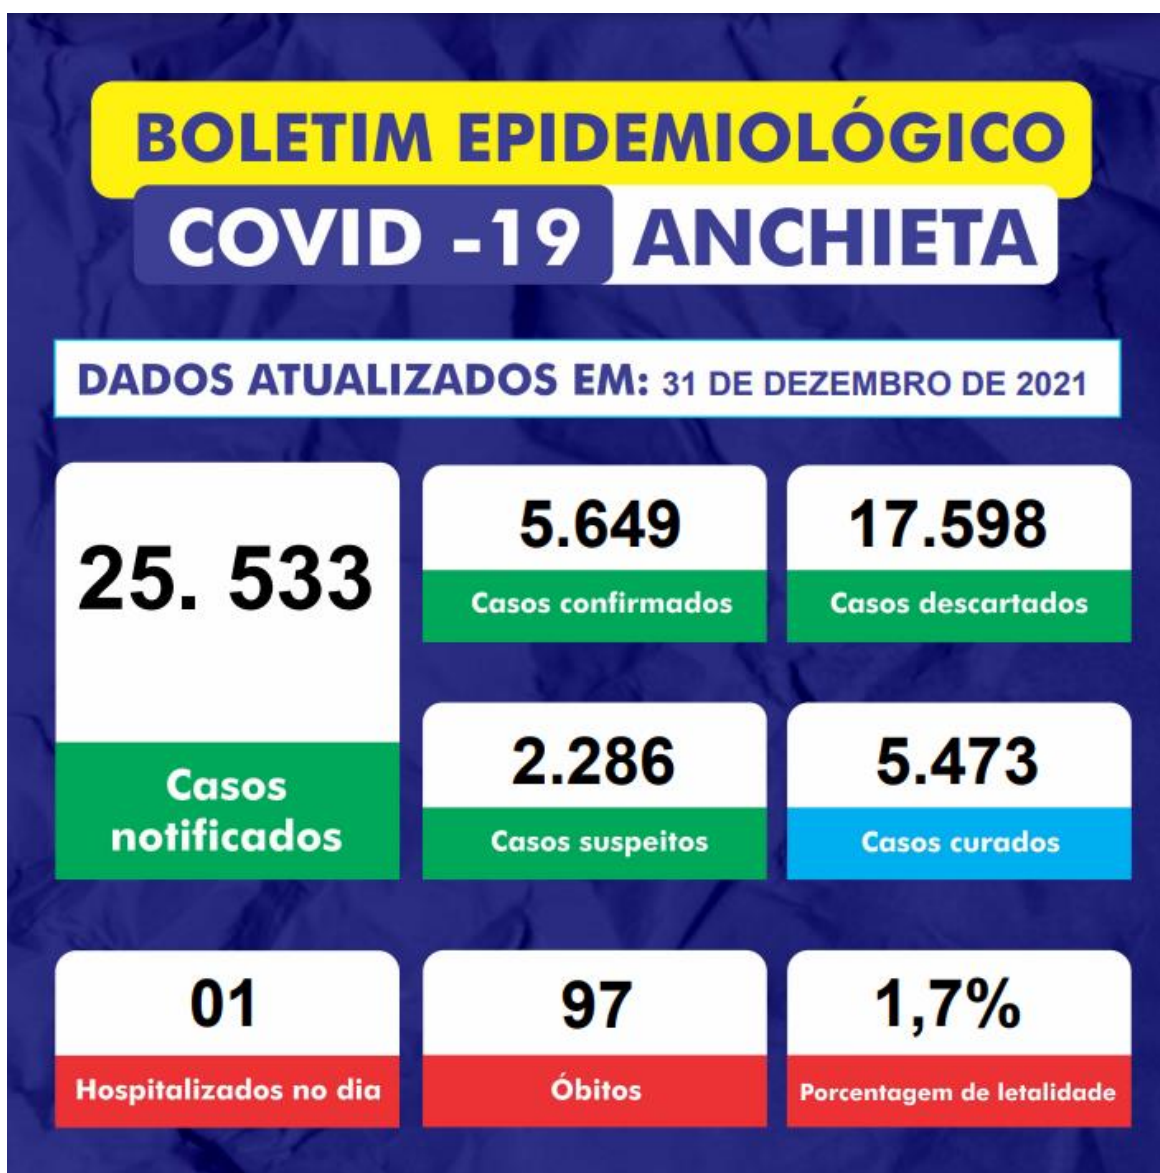 BOLETIM EPIDEMIOLÓGICO
COVID -19 ANCHIETA
DADOS ATUALIZADOS EM: 31 DE DEZEMBRO DE 2021
25. 533
Casos
notificados
5.649
Casos confirmados
17.598
Casos descartados
2.286
Casos suspeitos
5.473
Casos curados
01
Hospitalizados no dia
97
Óbitos
1,7%
Porcentagem de letalidade